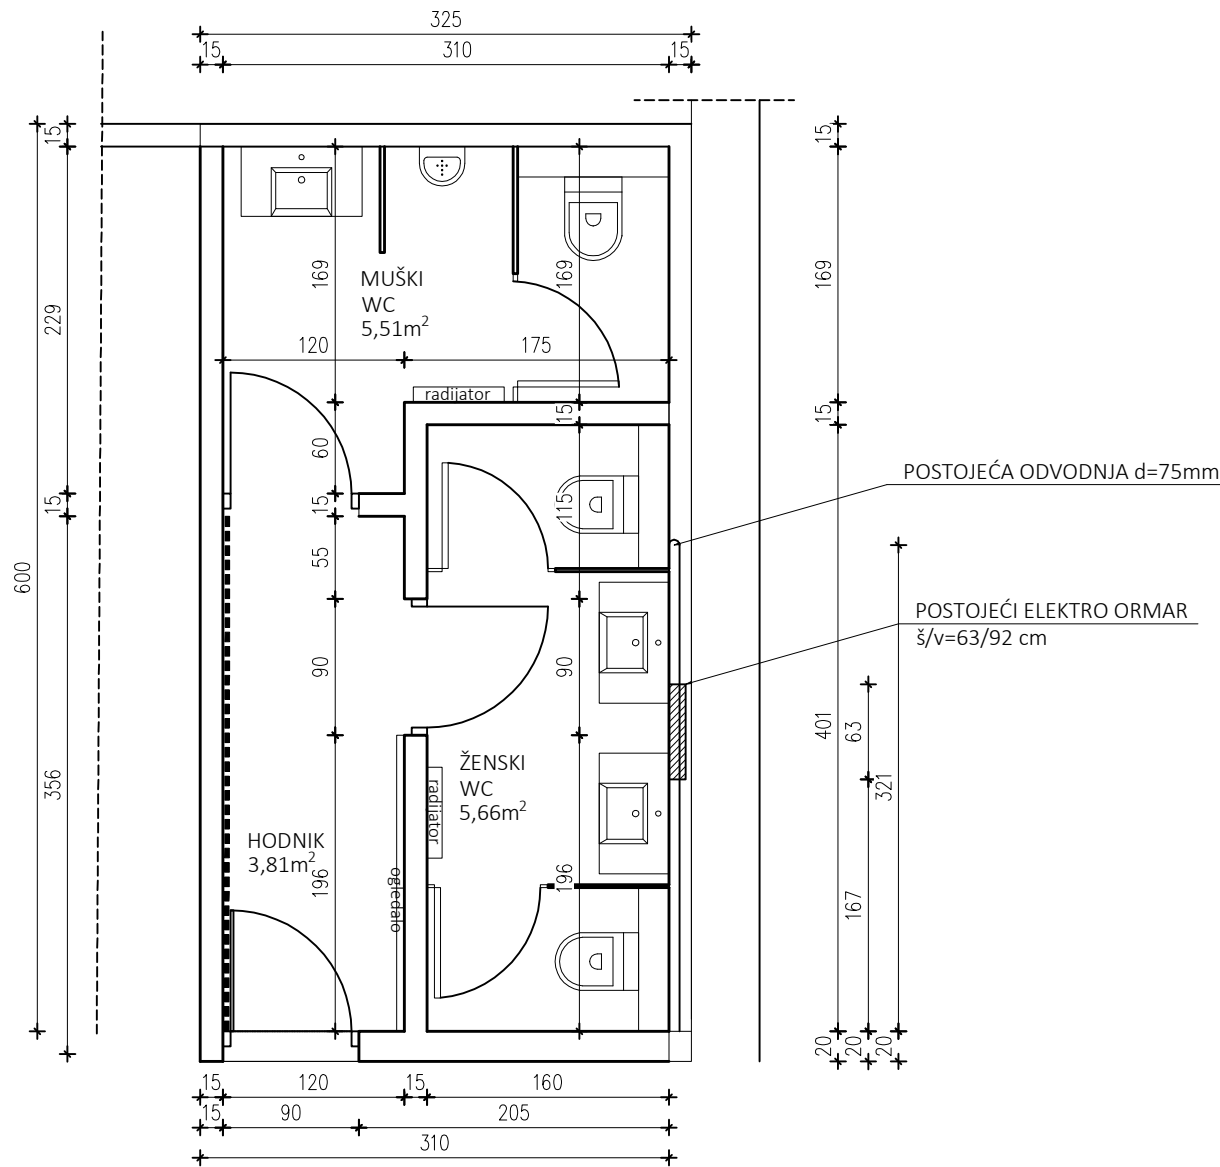 325
15
310
15
15
15
229
169
169
169
MUŠKI
WC
5,51m²
120
175
radijator
15
15
60
15
15
115
55
600
POSTOJEĆA ODVODNJA d=75mm
POSTOJEĆI ELEKTRO ORMAR
š/v=63/92 cm
90
90
401
63
321
356
ŽENSKI
WC
5,66m²
radijator
HODNIK
3,81m²
196
ogledalo
196
167
20
20
20
15
120
15
160
15
90
205
310